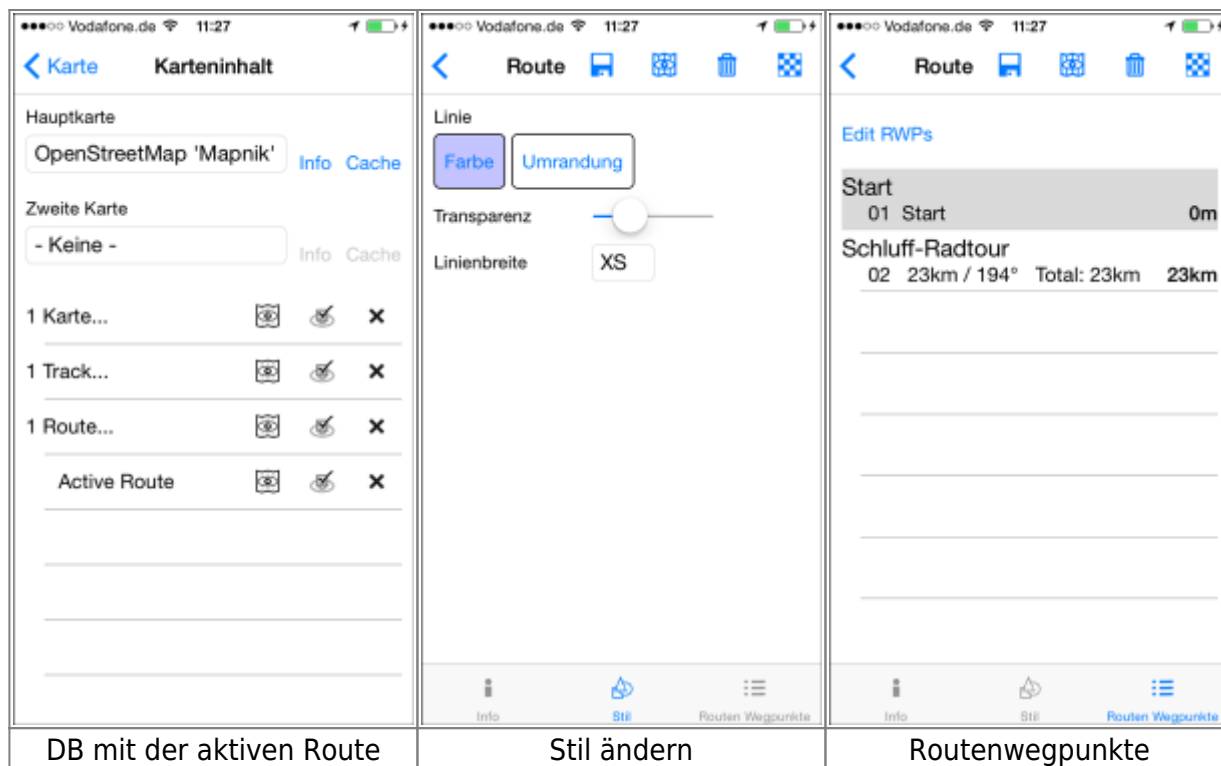 Vodafone.de 11:27
Karte Karteninhalt
Hauptkarte
OpenStreetMap 'Mapnik' Info Cache
Zweite Karte
- Keine - Info Cache
1 Karte...
1 Track...
1 Route...
Active Route
DB mit der aktiven Route
Vodafone.de 11:27
Route
Linie
Farbe Umrandung
Transparenz
Linienbreite XS
Info Stil Routen Wegpunkte
Stil ändern
Vodafone.de 11:27
Route
Edit RWPs
Start
01 Start 0m
Schluff-Radtour
02 23km / 194° Total: 23km 23km
Info Stil Routen Wegpunkte
Routenwegpunkte